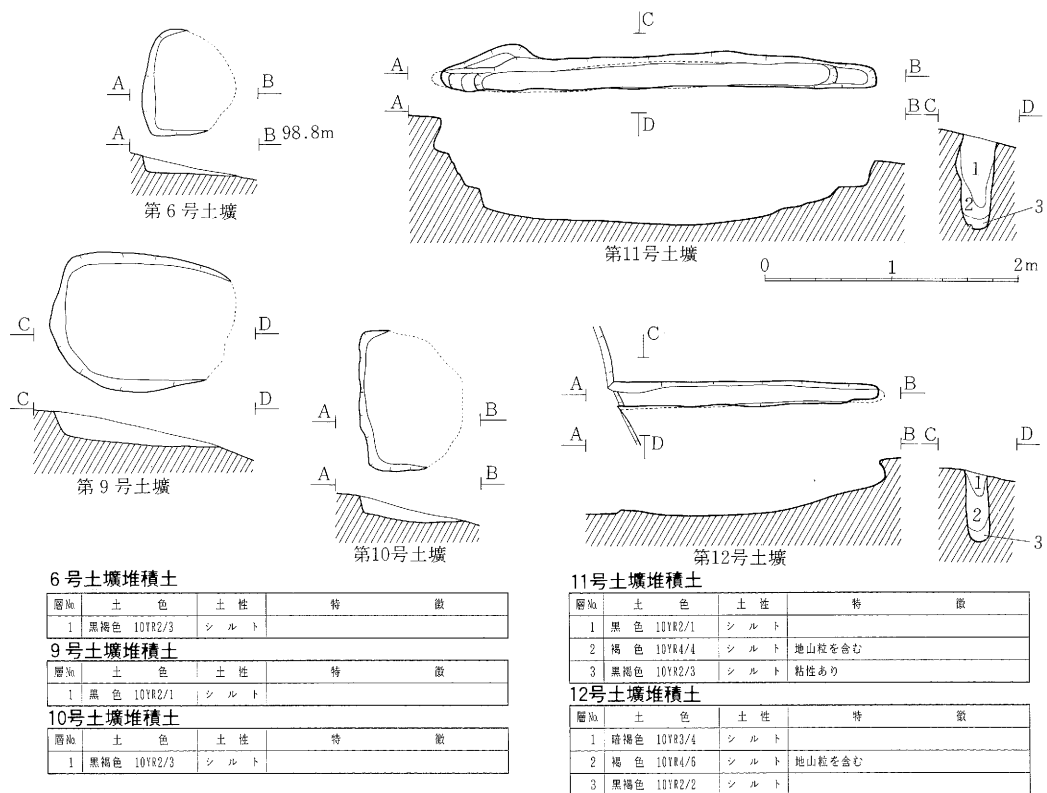 C
A
B
A
B
D
A
B 98.8m
A
B C
D
1
2
3
第6号土壙
第11号土壙
0 1 2m
C
D
C
D
第9号土壙
A
B
A
B
第10号土壙
C
A
B
D
A
B C
D
1
2
3
第12号土壙
6号土壙堆積土
層No. 土 色 土 性 特 徴
1 黒褐色 10YR2/3 シ ル ト
9号土壙堆積土
層No. 土 色 土 性 特 徴
1 黒 色 10YR2/1 シ ル ト
10号土壙堆積土
層No. 土 色 土 性 特 徴
1 黒褐色 10YR2/3 シ ル ト
11号土壙堆積土
層No. 土 色 土 性 特 徴
1 黒 色 10YR2/1 シ ル ト
2 褐 色 10YR4/4 シ ル ト 地山粒を含む
3 黒褐色 10YR2/3 シ ル ト 粘性あり
12号土壙堆積土
層No. 土 色 土 性 特 徴
1 暗褐色 10YR3/4 シ ル ト
2 褐 色 10YR4/6 シ ル ト 地山粒を含む
3 黒褐色 10YR2/2 シ ル ト